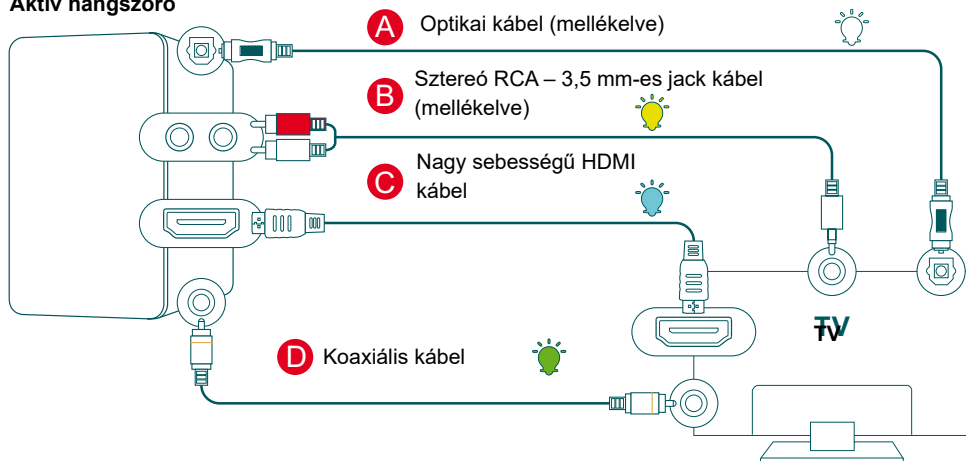 Aktív hangszóró
A Optikai kábel (mellékelve)
B Sztereó RCA – 3,5 mm-es jack kábel
(mellékelve)
C Nagy sebességű HDMI
kábel
TV
TV
D Koaxiális kábel